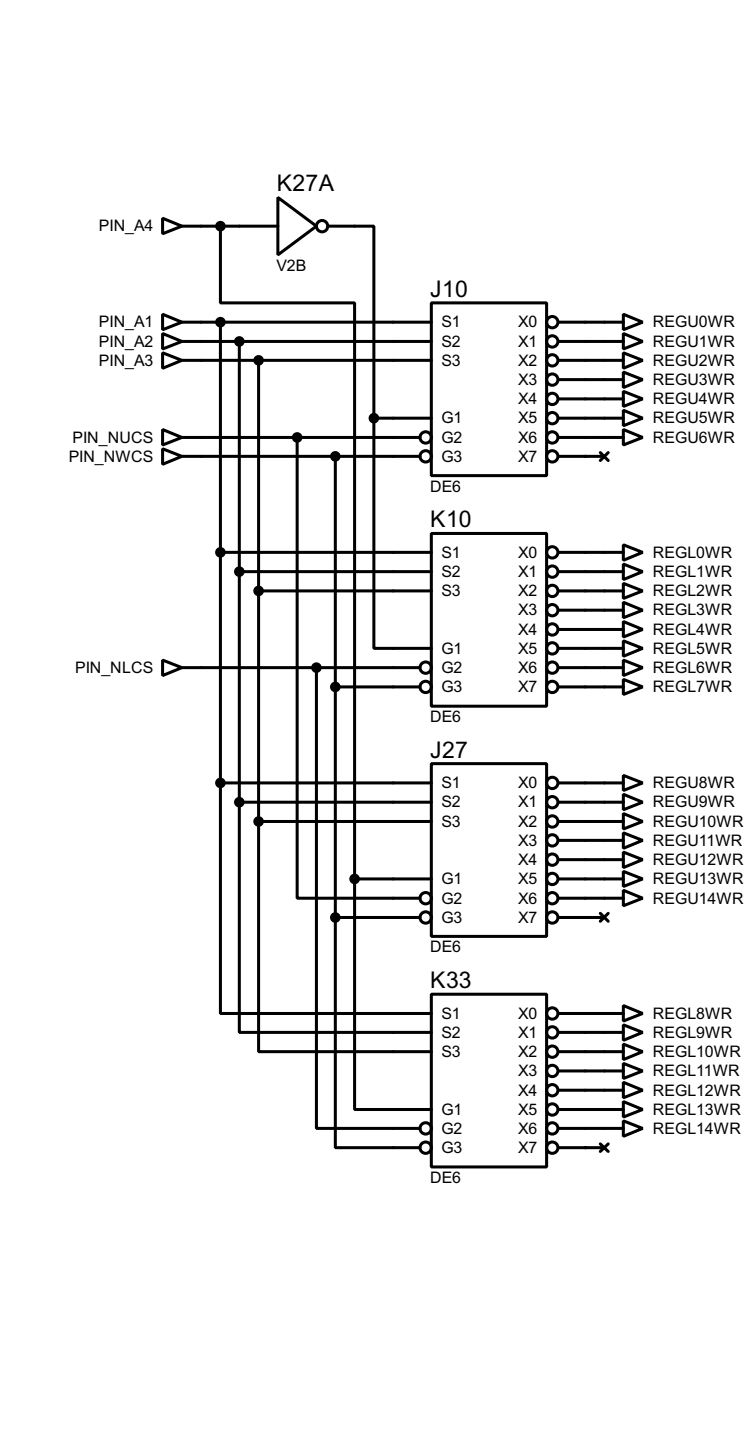 K27A
PIN_A4
V2B
J10
PIN_A1 S1 X0 REGU0WR
PIN_A2 S2 X1 REGU1WR
PIN_A3 S3 X2 REGU2WR
X3 REGU3WR
X4 REGU4WR
G1 X5 REGU5WR
PIN_NUCS G2 X6 REGU6WR
PIN_NWCS G3 X7
DE6
K10
S1 X0 REGL0WR
S2 X1 REGL1WR
S3 X2 REGL2WR
X3 REGL3WR
X4 REGL4WR
G1 X5 REGL5WR
PIN_NLCS G2 X6 REGL6WR
G3 X7 REGL7WR
DE6
J27
S1 X0 REGU8WR
S2 X1 REGU9WR
S3 X2 REGU10WR
X3 REGU11WR
X4 REGU12WR
G1 X5 REGU13WR
G2 X6 REGU14WR
G3 X7
DE6
K33
S1 X0 REGL8WR
S2 X1 REGL9WR
S3 X2 REGL10WR
X3 REGL11WR
X4 REGL12WR
G1 X5 REGL13WR
G2 X6 REGL14WR
G3 X7
DE6